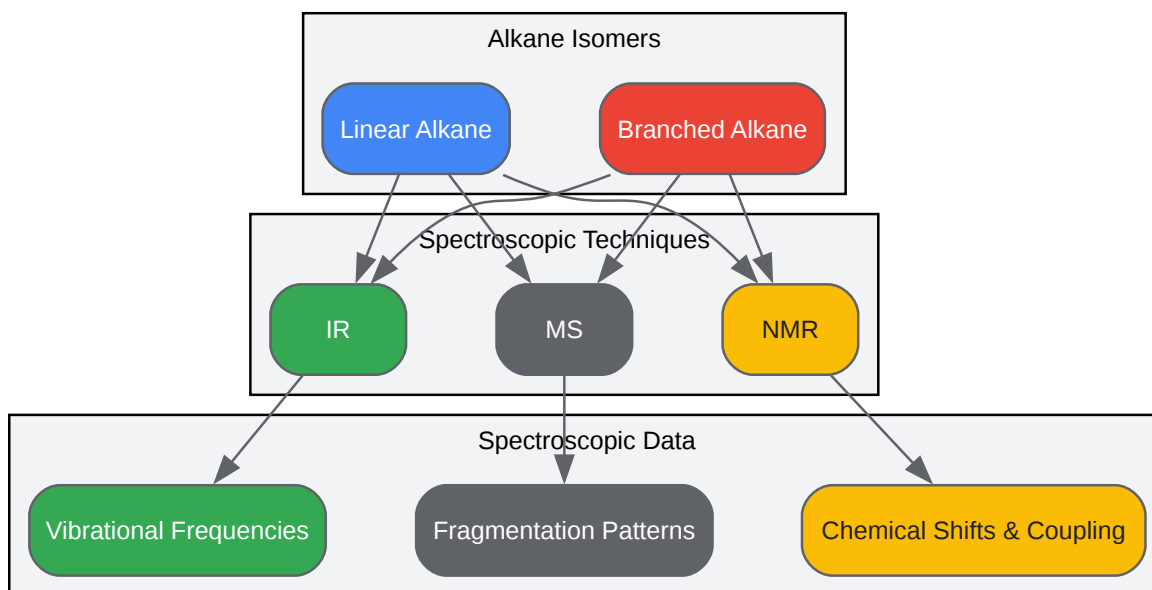 Alkane Isomers
Linear Alkane
Branched Alkane
Spectroscopic Techniques
IR
MS
NMR
Spectroscopic Data
Vibrational Frequencies
Fragmentation Patterns
Chemical Shifts & Coupling